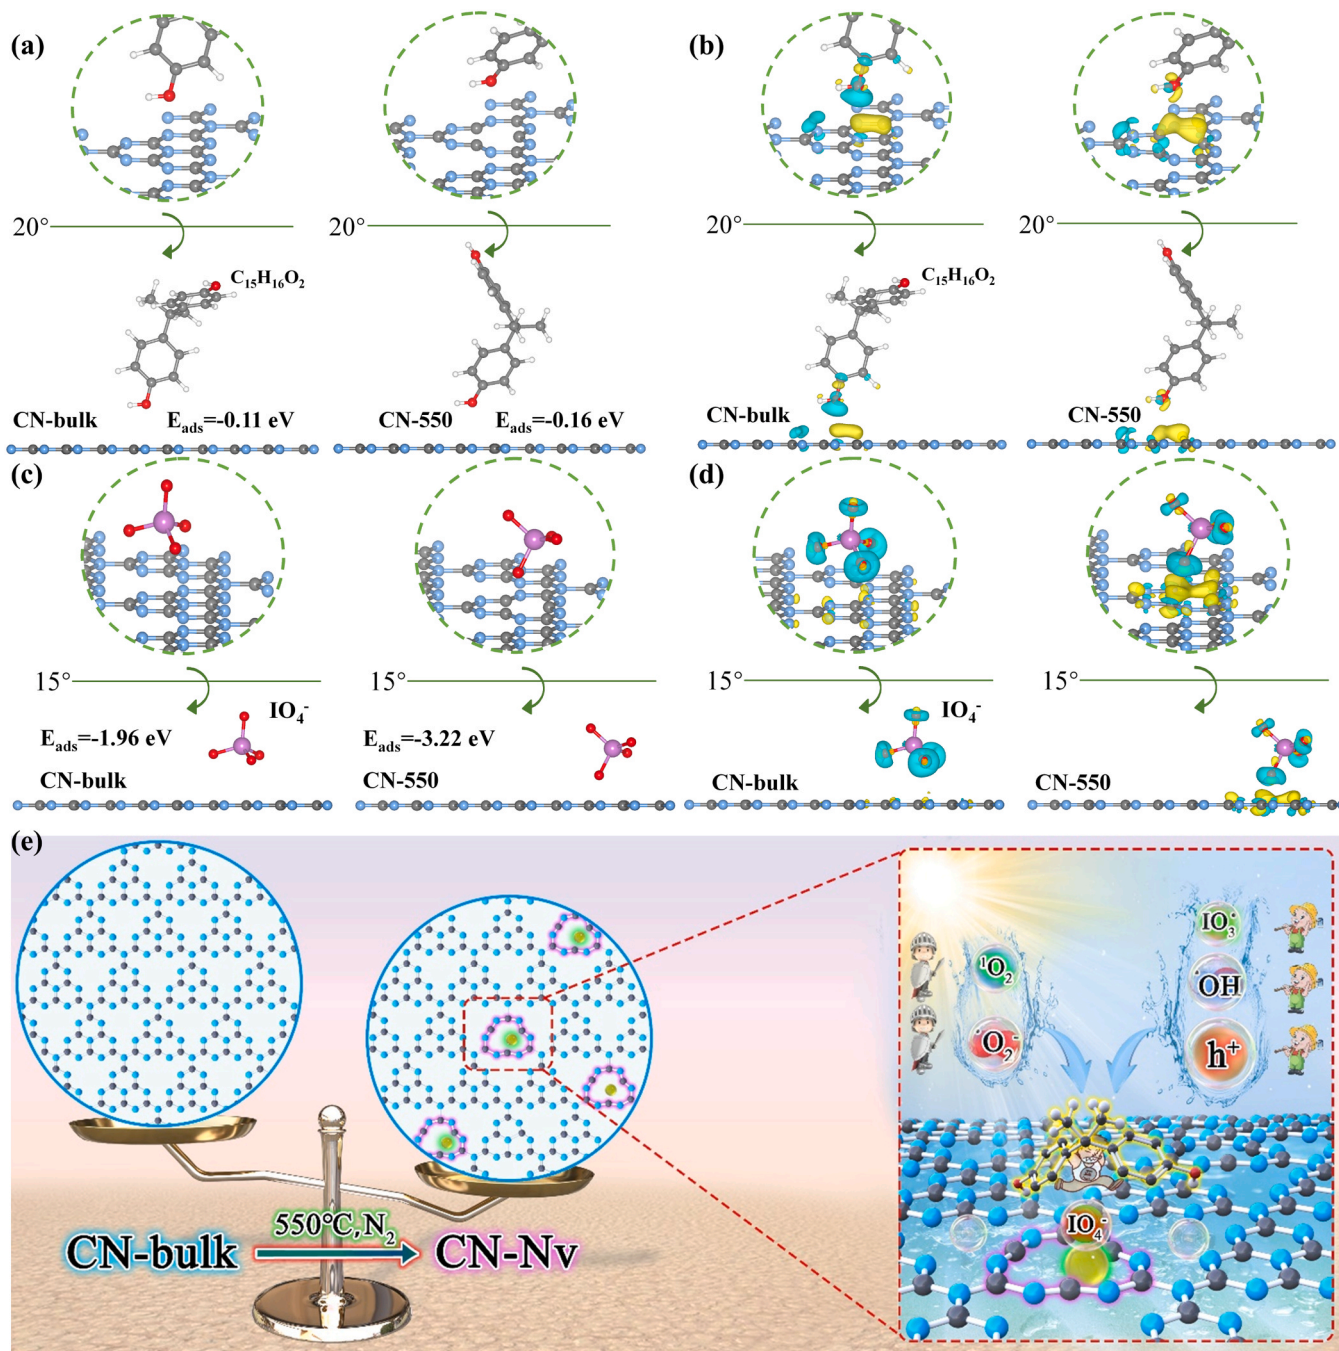 (a)
20°
20°
C₁₅H₁₆O₂
CN-bulk
Eads=-0.11 eV
CN-550
Eads=-0.16 eV
(b)
20°
20°
C₁₅H₁₆O₂
CN-bulk
CN-550
(c)
15°
15°
IO₄⁻
Eads=-1.96 eV
Eads=-3.22 eV
CN-bulk
CN-550
(d)
15°
15°
IO₄⁻
CN-bulk
CN-550
(e)
550°C, N₂
CN-bulk
CN-Nv
¹O₂
•O₂⁻
IO₃•
•OH
h⁺
IO₄⁻